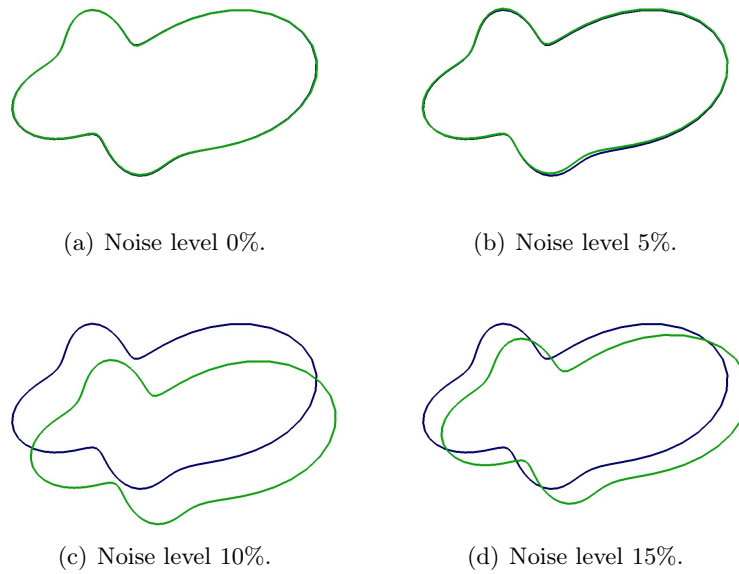 (a) Noise level 0%.
(b) Noise level 5%.
(c) Noise level 10%.
(d) Noise level 15%.